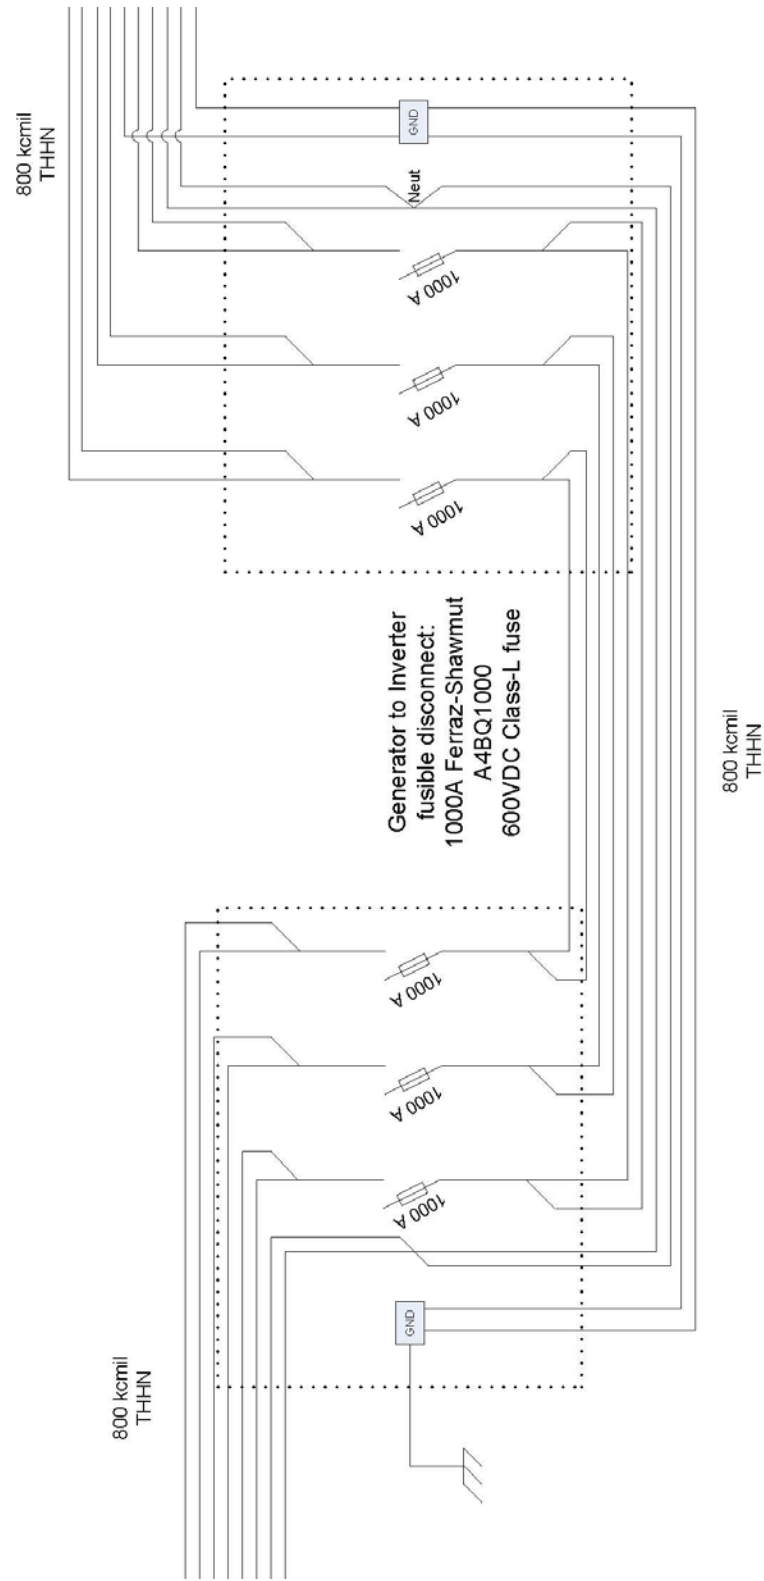 800 kcmil
THHN
GND
Neut
1000 A
1000 A
1000 A
Generator to Inverter
fusible disconnect:
1000A Ferraz-Shawmut
A4BQ1000
600VDC Class-L fuse
800 kcmil
THHN
1000 A
1000 A
1000 A
GND
800 kcmil
THHN